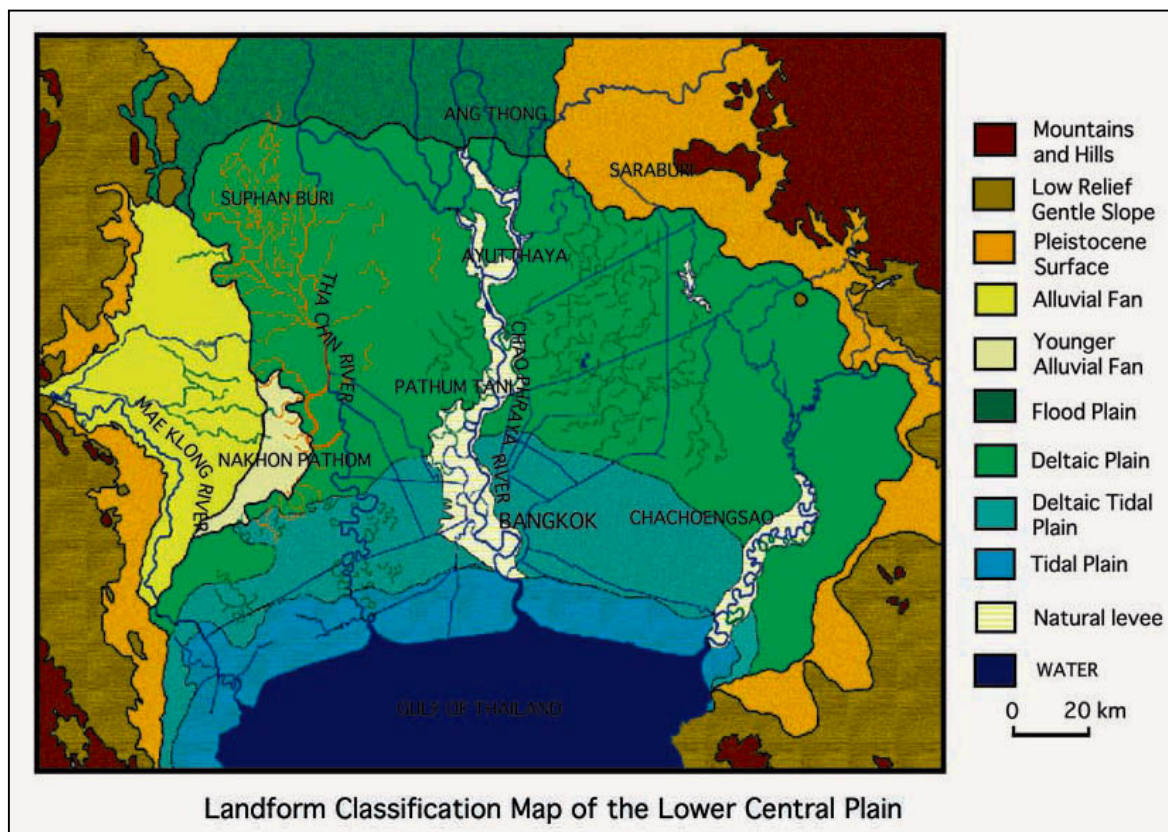 ANG THONG
SARABURI
SUPHAN BURI
AYUTTHAYA
THA CHIN RIVER
CHAO PHRAYA RIVER
PATHUM TANI
MAE KLONG RIVER
NAKHON PATHOM
BANGKOK
CHACHOENGSAO
GULF OF THAILAND
Mountains
and Hills
Low Relief
Gentle Slope
Pleistocene
Surface
Alluvial Fan
Younger
Alluvial Fan
Flood Plain
Deltaic Plain
Deltaic Tidal
Plain
Tidal Plain
Natural levee
WATER
0 20 km
Landform Classification Map of the Lower Central Plain